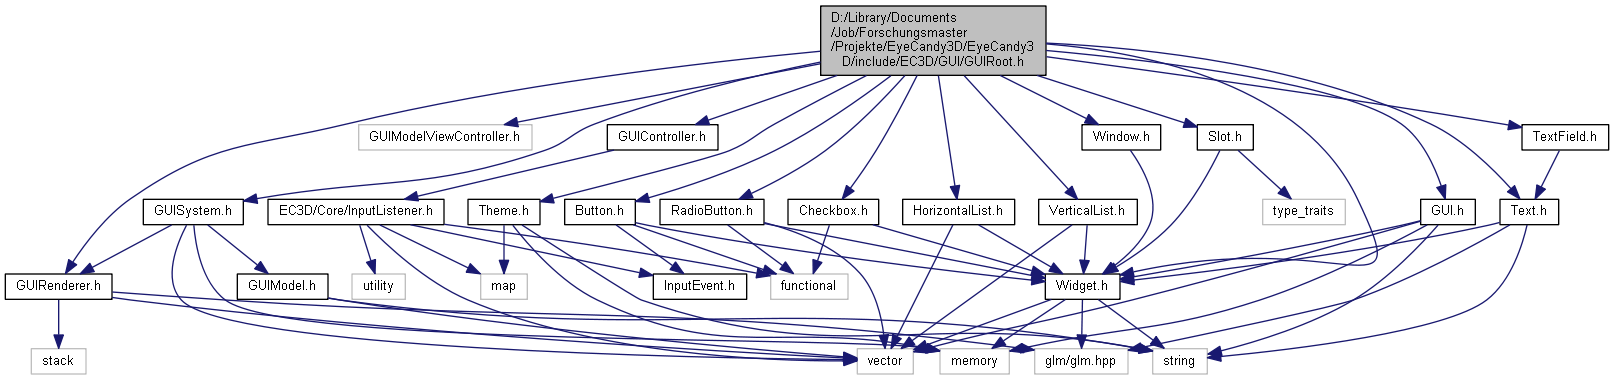 D:/Library/Documents
/Job/Forschungsmaster
/Projekte/EyeCandy3D/EyeCandy3
D/include/EC3D/GUI/GUIRoot.h
GUIModelViewController.h
GUIController.h
Window.h
Slot.h
TextField.h
GUISystem.h
EC3D/Core/InputListener.h
Theme.h
Button.h
RadioButton.h
Checkbox.h
HorizontalList.h
VerticalList.h
type_traits
GUI.h
Text.h
GUIRenderer.h
GUIModel.h
utility
map
InputEvent.h
functional
Widget.h
stack
vector
memory
glm/glm.hpp
string